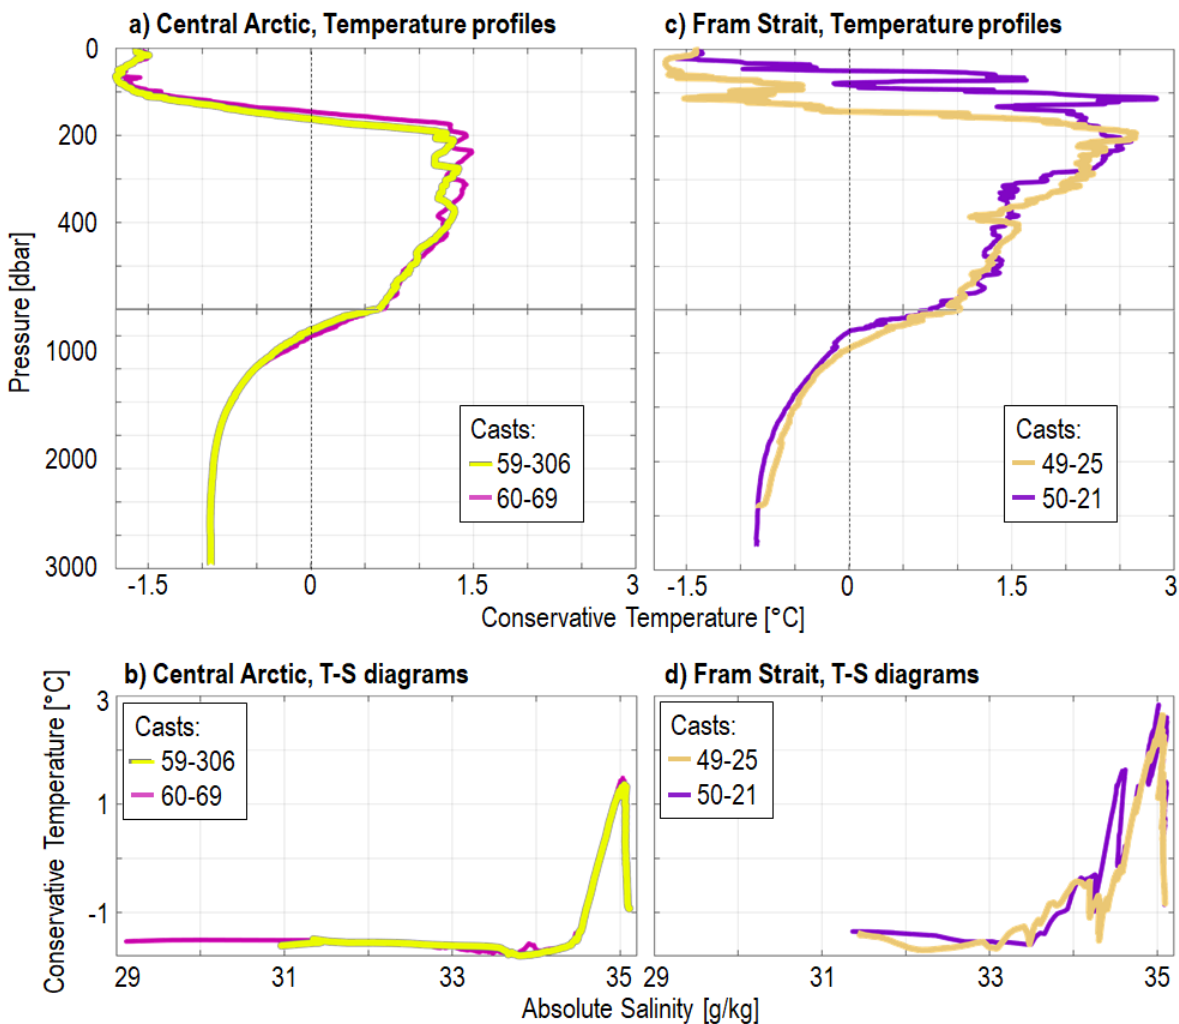 a) Central Arctic, Temperature profiles
c) Fram Strait, Temperature profiles
0
200
400
1000
2000
3000
Pressure [dbar]
Casts:
59-306
60-69
Casts:
49-25
50-21
-1.5
0
1.5
3
-1.5
0
1.5
3
Conservative Temperature [°C]
b) Central Arctic, T-S diagrams
d) Fram Strait, T-S diagrams
Conservative Temperature [°C]
3
1
-1
Casts:
59-306
60-69
Casts:
49-25
50-21
29
31
33
35
29
31
33
35
Absolute Salinity [g/kg]